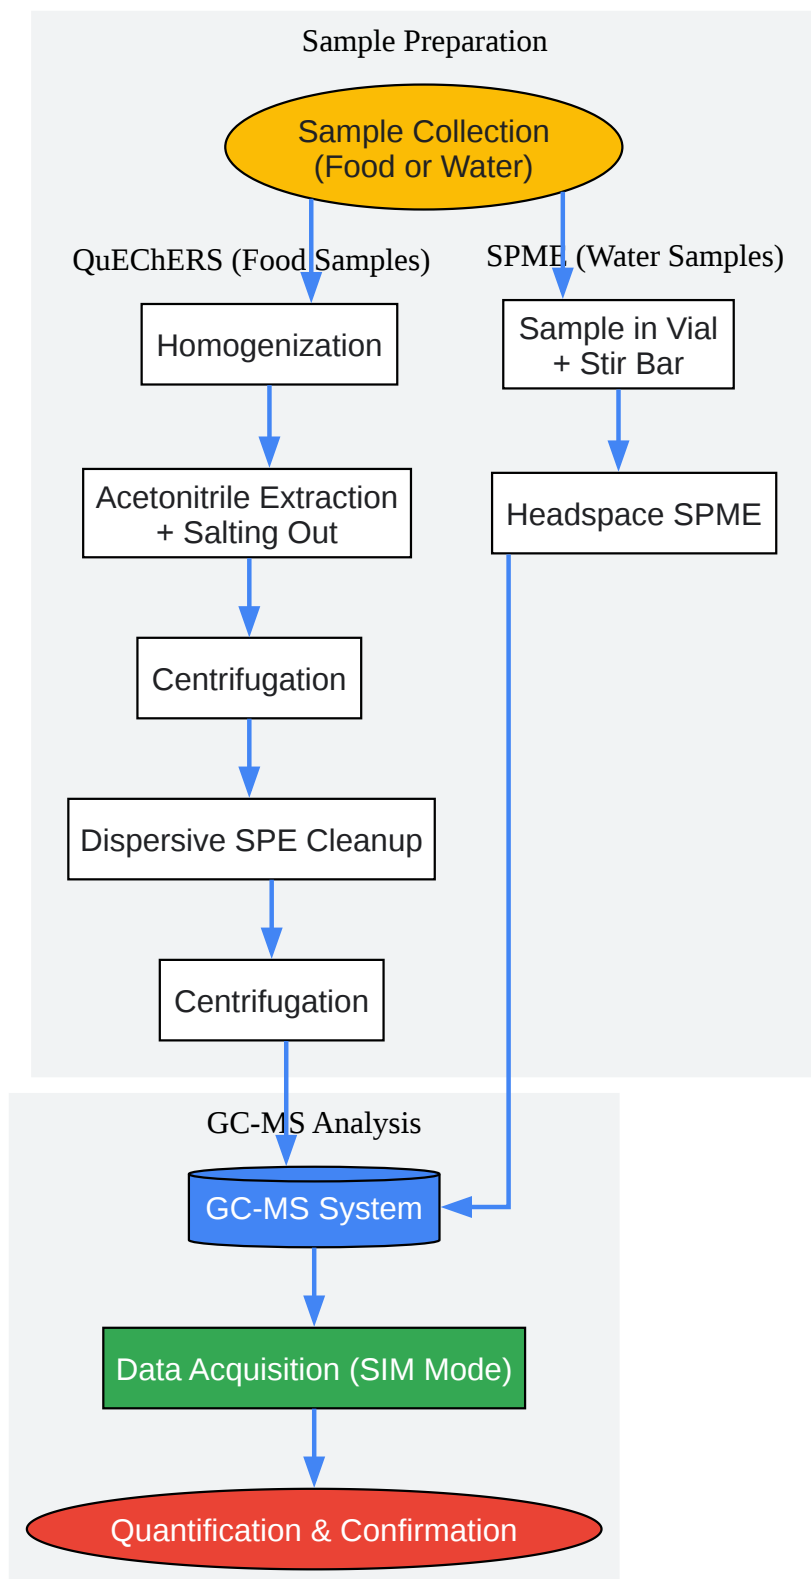 Sample Preparation
Sample Collection
(Food or Water)
QuEChERS (Food Samples)
Homogenization
Acetonitrile Extraction
+ Salting Out
Centrifugation
Dispersive SPE Cleanup
Centrifugation
SPME (Water Samples)
Sample in Vial
+ Stir Bar
Headspace SPME
GC-MS Analysis
GC-MS System
Data Acquisition (SIM Mode)
Quantification & Confirmation